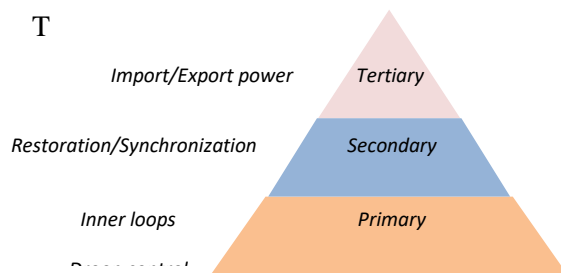 T
Import/Export power Tertiary
Restoration/Synchronization Secondary
Inner loops Primary